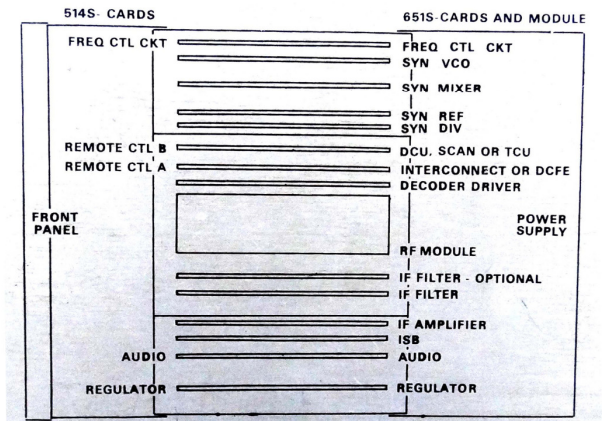 514S- CARDS
651S-CARDS AND MODULE
FREQ CTL CKT
FREQ CTL CKT
SYN VCO
SYN MIXER
SYN REF
SYN DIV
REMOTE CTL B
DCU, SCAN OR TCU
REMOTE CTL A
INTERCONNECT OR DCFE
DECODER DRIVER
FRONT
PANEL
POWER
SUPPLY
RF MODULE
IF FILTER - OPTIONAL
IF FILTER
IF AMPLIFIER
ISB
AUDIO
AUDIO
REGULATOR
REGULATOR